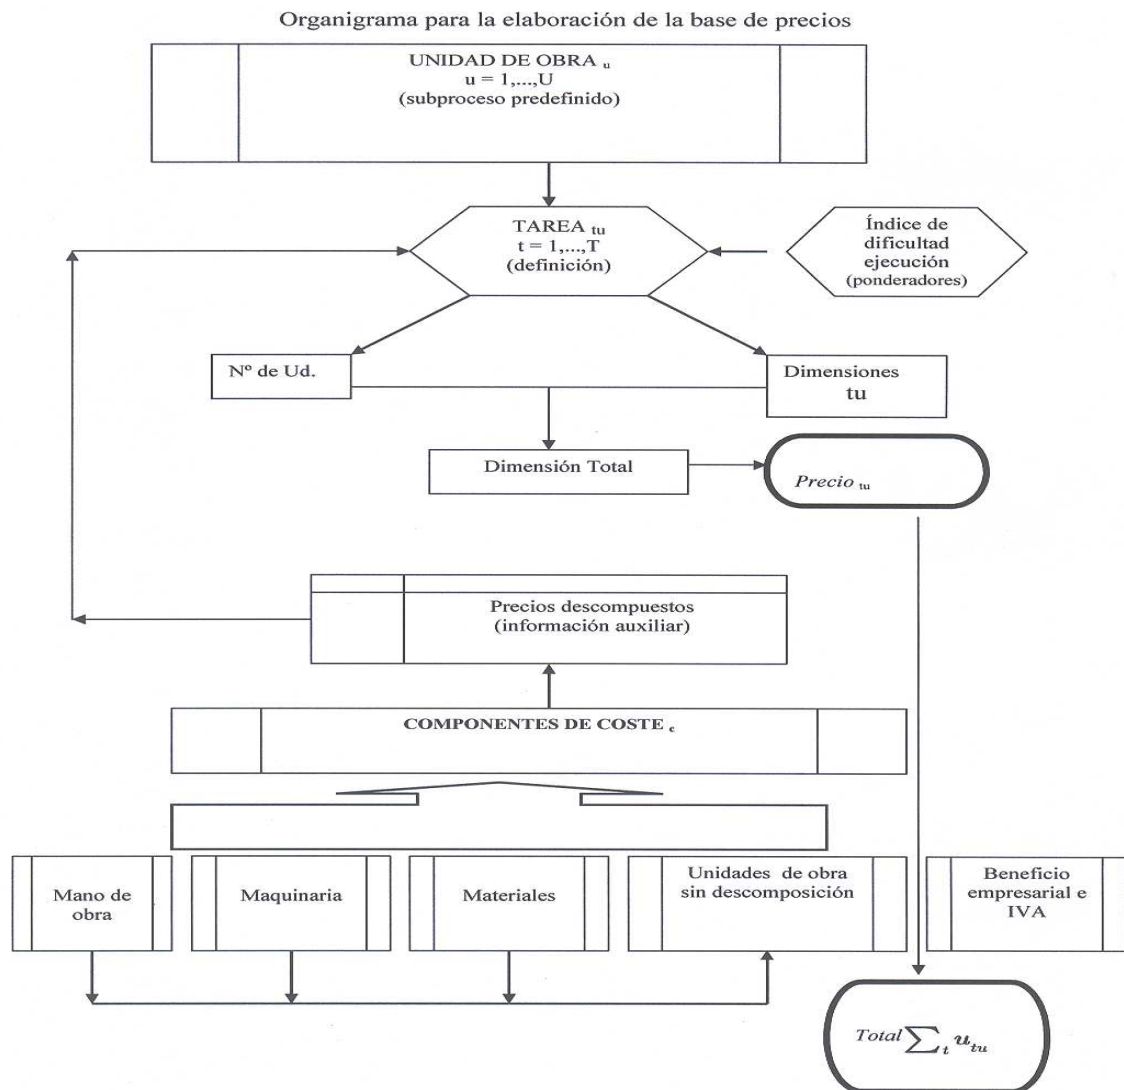 Organigrama para la elaboración de la base de precios
UNIDAD DE OBRA u
u = 1,...,U
(subproceso predefinido)
TAREA tu
t = 1,...,T
(definición)
Índice de
dificultad
ejecución
(ponderadores)
Nº de Ud.
Dimensiones
tu
Dimensión Total
Precio tu
Precios descompuestos
(información auxiliar)
COMPONENTES DE COSTE c
Mano de
obra
Maquinaria
Materiales
Unidades de obra
sin descomposición
Beneficio
empresarial e
IVA
Total ∑t utu